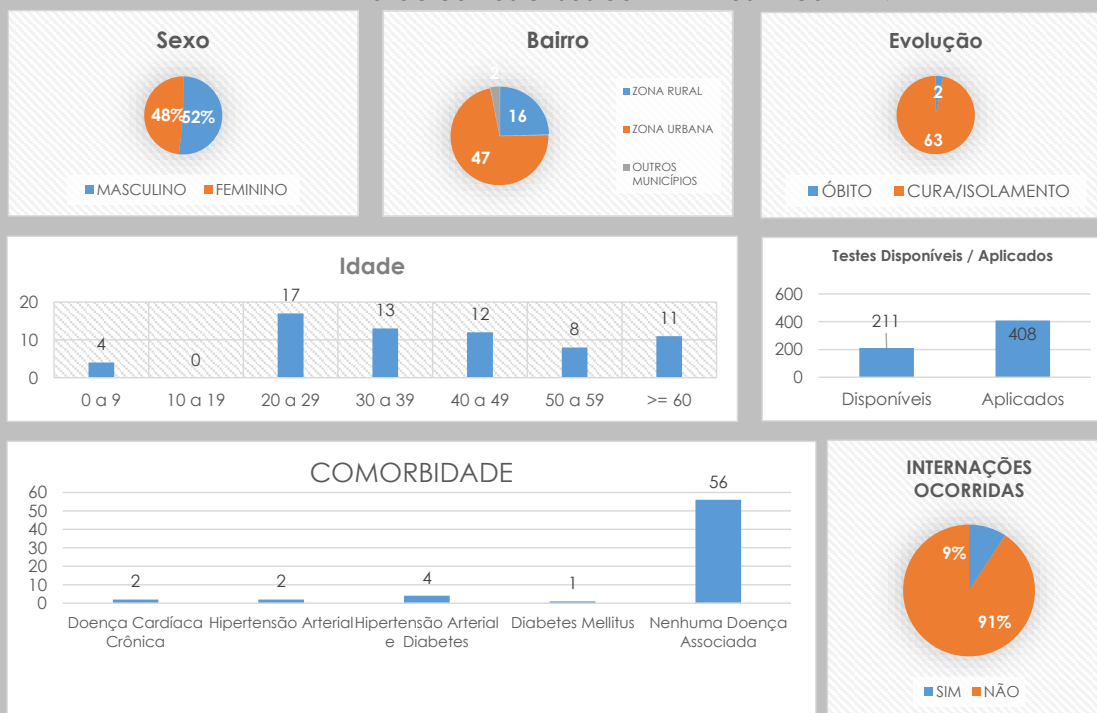 Sexo
48%
52%
MASCULINO
FEMININO
Bairro
2
16
47
ZONA RURAL
ZONA URBANA
OUTROS
MUNICÍPIOS
Evolução
2
63
ÓBITO
CURA/ISOLAMENTO
Idade
20
10
0
4
0
17
13
12
8
11
0 a 9
10 a 19
20 a 29
30 a 39
40 a 49
50 a 59
>= 60
Testes Disponíveis / Aplicados
600
400
200
0
211
408
Disponíveis
Aplicados
COMORBIDADE
60
50
40
30
20
10
0
2
2
4
1
56
Doença Cardíaca
Crônica
Hipertensão Arterial
Hipertensão Arterial
e Diabetes
Diabetes Mellitus
Nenhuma Doença
Associada
INTERNAÇÕES
OCORRIDAS
9%
91%
SIM
NÃO